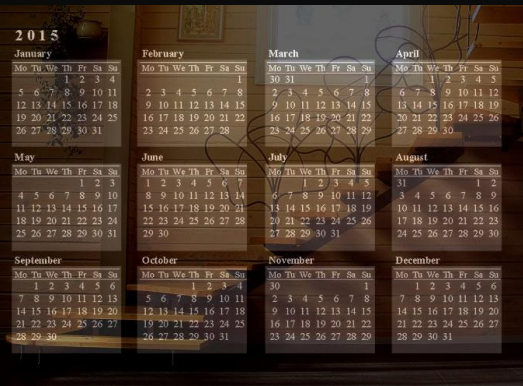 2015
January
Mo Tu We Th Fr Sa Su
1 2 3 4
5 6 7 8 9 10 11
12 13 14 15 16 17 18
19 20 21 22 23 24 25
26 27 28 29 30 31
February
Mo Tu We Th Fr Sa Su
1
2 3 4 5 6 7 8
9 10 11 12 13 14 15
16 17 18 19 20 21 22
23 24 25 26 27 28
March
Mo Tu We Th Fr Sa Su
30 31 1
2 3 4 5 6 7 8
9 10 11 12 13 14 15
16 17 18 19 20 21 22
23 24 25 26 27 28 29
April
Mo Tu We Th Fr Sa Su
1 2 3 4 5
6 7 8 9 10 11 12
13 14 15 16 17 18 19
20 21 22 23 24 25 26
27 28 29 30
May
Mo Tu We Th Fr Sa Su
1 2 3
4 5 6 7 8 9 10
11 12 13 14 15 16 17
18 19 20 21 22 23 24
25 26 27 28 29 30 31
June
Mo Tu We Th Fr Sa Su
1 2 3 4 5 6 7
8 9 10 11 12 13 14
15 16 17 18 19 20 21
22 23 24 25 26 27 28
29 30
July
Mo Tu We Th Fr Sa Su
1 2 3 4 5
6 7 8 9 10 11 12
13 14 15 16 17 18 19
20 21 22 23 24 25 26
27 28 29 30 31
August
Mo Tu We Th Fr Sa Su
31 1 2
3 4 5 6 7 8 9
10 11 12 13 14 15 16
17 18 19 20 21 22 23
24 25 26 27 28 29 30
September
Mo Tu We Th Fr Sa Su
1 2 3 4 5 6
7 8 9 10 11 12 13
14 15 16 17 18 19 20
21 22 23 24 25 26 27
28 29 30
October
Mo Tu We Th Fr Sa Su
1 2 3 4
5 6 7 8 9 10 11
12 13 14 15 16 17 18
19 20 21 22 23 24 25
26 27 28 29 30 31
November
Mo Tu We Th Fr Sa Su
30 1
2 3 4 5 6 7 8
9 10 11 12 13 14 15
16 17 18 19 20 21 22
23 24 25 26 27 28 29
December
Mo Tu We Th Fr Sa Su
1 2 3 4 5 6
7 8 9 10 11 12 13
14 15 16 17 18 19 20
21 22 23 24 25 26 27
28 29 30 31